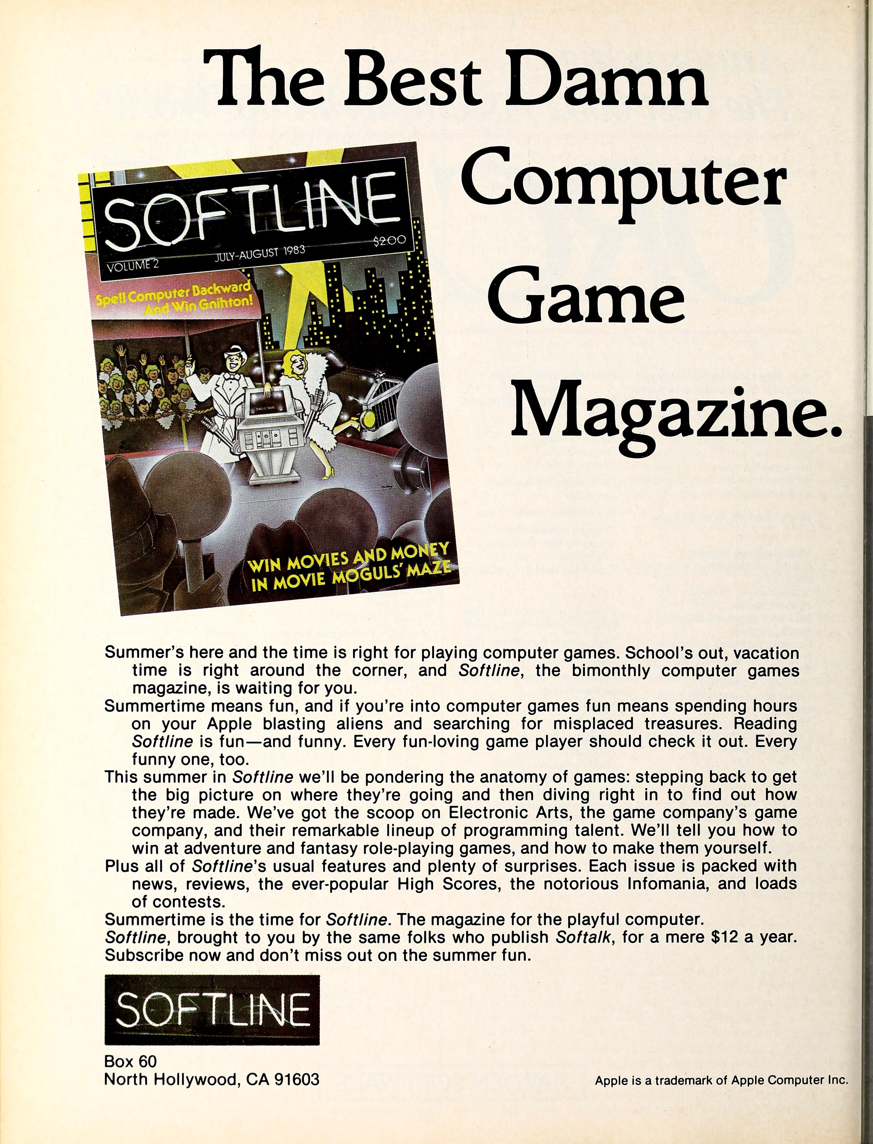 The Best Damn
Computer
Game
Magazine.
SOFTLINE
VOLUME 2 JULY-AUGUST 1983 $2.00
Spell Computer Backward
And Win Gnihton!
WIN MOVIES AND MONEY
IN MOVIE MOGULS' MAZE
Summer's here and the time is right for playing computer games. School's out, vacation
time is right around the corner, and Softline, the bimonthly computer games
magazine, is waiting for you.
Summertime means fun, and if you're into computer games fun means spending hours
on your Apple blasting aliens and searching for misplaced treasures. Reading
Softline is fun—and funny. Every fun-loving game player should check it out. Every
funny one, too.
This summer in Softline we'll be pondering the anatomy of games: stepping back to get
the big picture on where they're going and then diving right in to find out how
they're made. We've got the scoop on Electronic Arts, the game company's game
company, and their remarkable lineup of programming talent. We'll tell you how to
win at adventure and fantasy role-playing games, and how to make them yourself.
Plus all of Softline's usual features and plenty of surprises. Each issue is packed with
news, reviews, the ever-popular High Scores, the notorious Infomania, and loads
of contests.
Summertime is the time for Softline. The magazine for the playful computer.
Softline, brought to you by the same folks who publish Softalk, for a mere $12 a year.
Subscribe now and don't miss out on the summer fun.
SOFTLINE
Box 60
North Hollywood, CA 91603
Apple is a trademark of Apple Computer Inc.